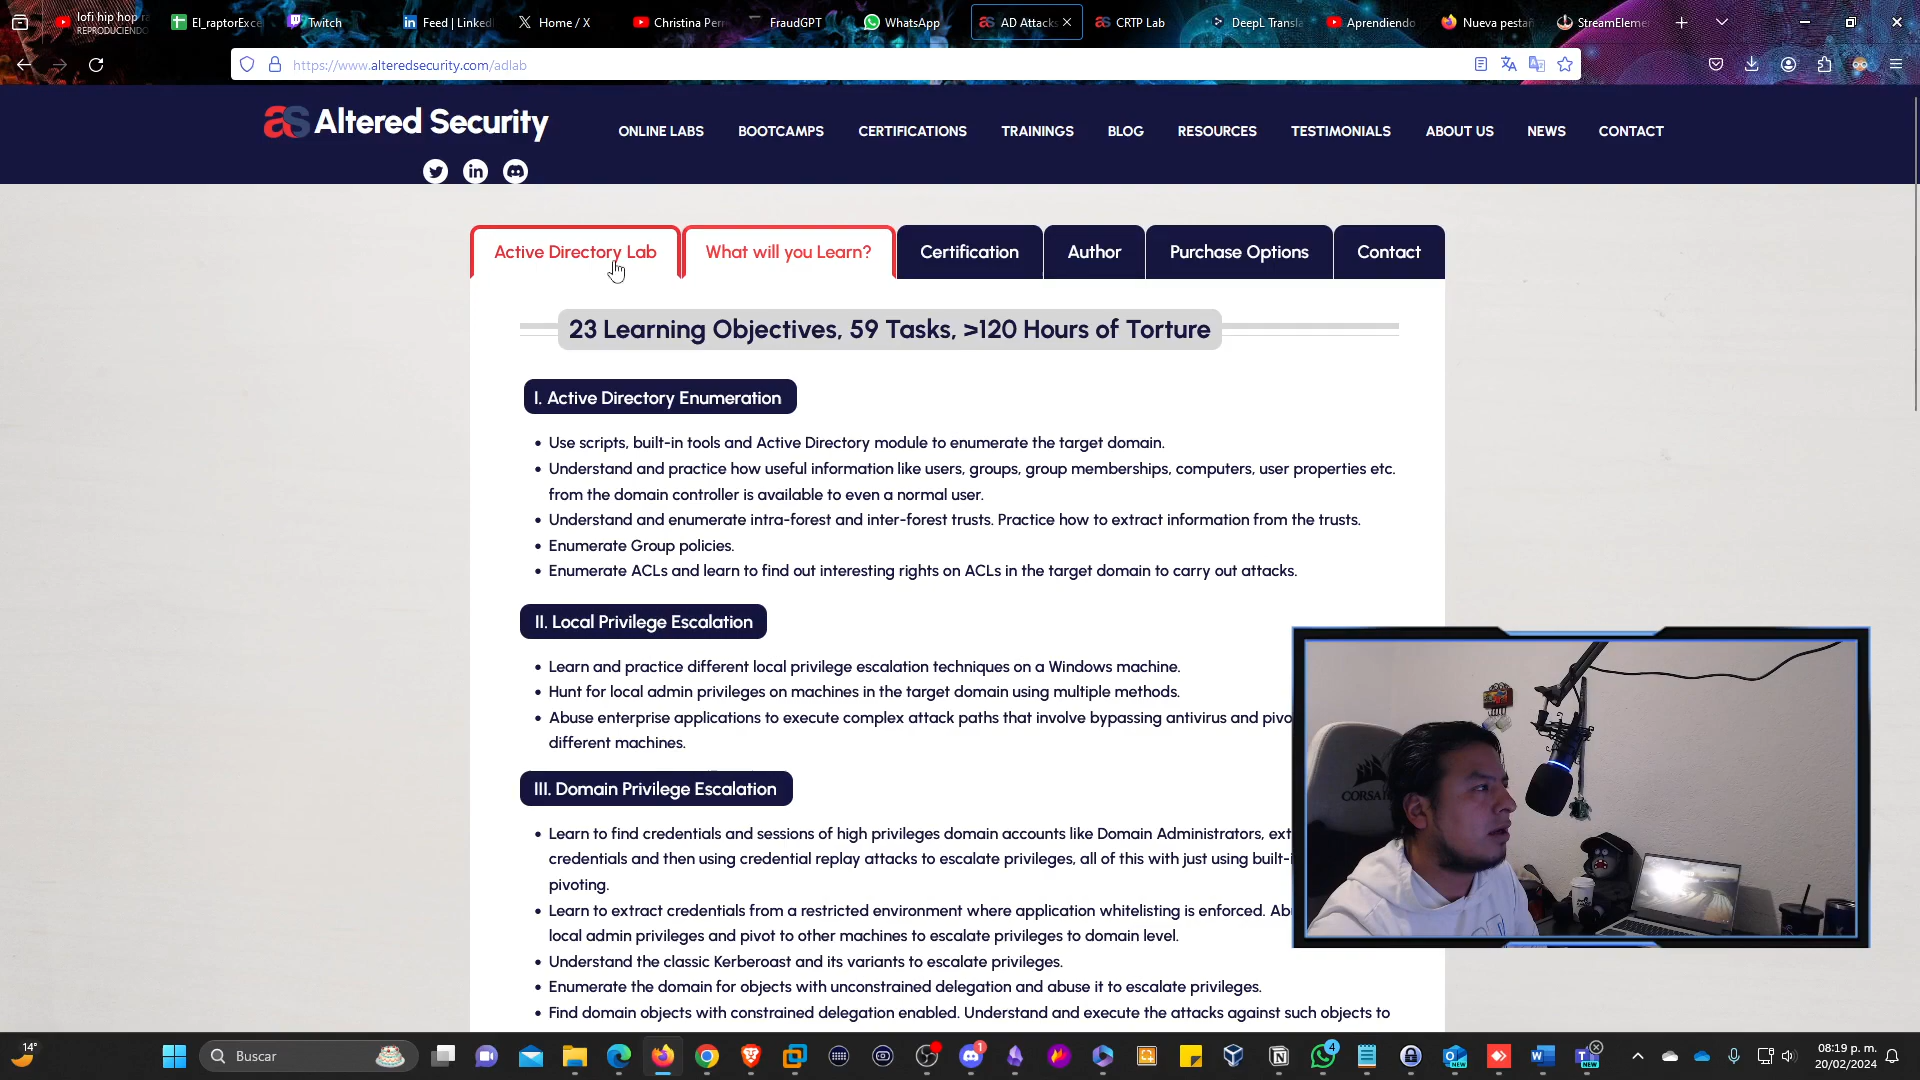 lofi hip hop ra
REPRODUCIENDO
El_raptorExce
Twitch
Feed | LinkedI
Home / X
Christina Perr
FraudGPT
WhatsApp
AD Attacks
CRTP Lab
DeepL Transla
Aprendiendo
Nueva pestañ
StreamEleme
https://www.alteredsecurity.com/adlab
as Altered Security
ONLINE LABS BOOTCAMPS CERTIFICATIONS TRAININGS BLOG RESOURCES TESTIMONIALS ABOUT US NEWS CONTACT
Active Directory Lab What will you Learn? Certification Author Purchase Options Contact
23 Learning Objectives, 59 Tasks, >120 Hours of Torture
I. Active Directory Enumeration
• Use scripts, built-in tools and Active Directory module to enumerate the target domain.
• Understand and practice how useful information like users, groups, group memberships, computers, user properties etc.
from the domain controller is available to even a normal user.
• Understand and enumerate intra-forest and inter-forest trusts. Practice how to extract information from the trusts.
• Enumerate Group policies.
• Enumerate ACLs and learn to find out interesting rights on ACLs in the target domain to carry out attacks.
II. Local Privilege Escalation
• Learn and practice different local privilege escalation techniques on a Windows machine.
• Hunt for local admin privileges on machines in the target domain using multiple methods.
• Abuse enterprise applications to execute complex attack paths that involve bypassing antivirus and pivo
different machines.
III. Domain Privilege Escalation
• Learn to find credentials and sessions of high privileges domain accounts like Domain Administrators, ext
credentials and then using credential replay attacks to escalate privileges, all of this with just using built-i
pivoting.
• Learn to extract credentials from a restricted environment where application whitelisting is enforced. Abu
local admin privileges and pivot to other machines to escalate privileges to domain level.
• Understand the classic Kerberoast and its variants to escalate privileges.
• Enumerate the domain for objects with unconstrained delegation and abuse it to escalate privileges.
• Find domain objects with constrained delegation enabled. Understand and execute the attacks against such objects to
CORSA
14°
Buscar
1
4
NEW
NEW
08:19 p. m.
20/02/2024